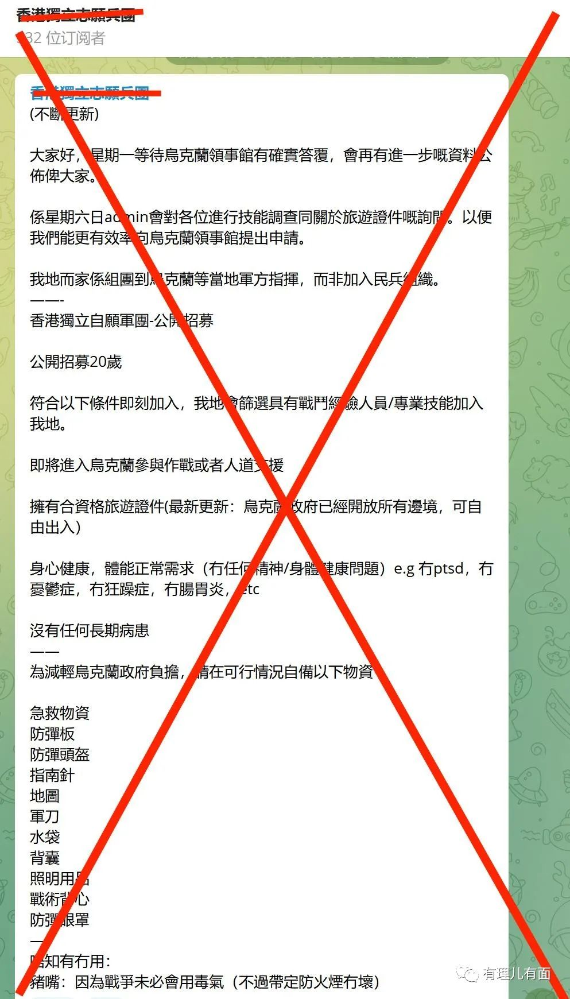 香港獨立志願兵團
32 位订阅者
香港獨立志願兵團
(不斷更新)
大家好，星期一等待烏克蘭領事館有確實答覆，會再有進一步嘅資料公
佈俾大家。
係星期六日admin會對各位進行技能調查同關於旅遊證件嘅詢問。以便
我們能更有效率向烏克蘭領事館提出申請。
我地而家係組團到烏克蘭等當地軍方指揮，而非加入民兵組織。
——-
香港獨立自願軍團-公開招募
公開招募20歲
符合以下條件即刻加入，我地會篩選具有戰鬥經驗人員/專業技能加入
我地。
即將進入烏克蘭參與作戰或者人道支援
擁有合資格旅遊證件(最新更新：烏克蘭政府已經開放所有邊境，可自
由出入）
身心健康，體能正常需求（冇任何精神/身體健康問題）e.g 冇ptsd，冇
憂鬱症，冇狂躁症，冇腸胃炎，etc
沒有任何長期病患
——
為減輕烏克蘭政府負擔，請在可行情況自備以下物資
急救物資
防彈板
防彈頭盔
指南針
地圖
軍刀
水袋
背囊
照明用品
戰術背心
防彈眼罩
—
唔知有冇用：
豬嘴：因為戰爭未必會用毒氣（不過帶定防火煙冇壞）
有理儿有面